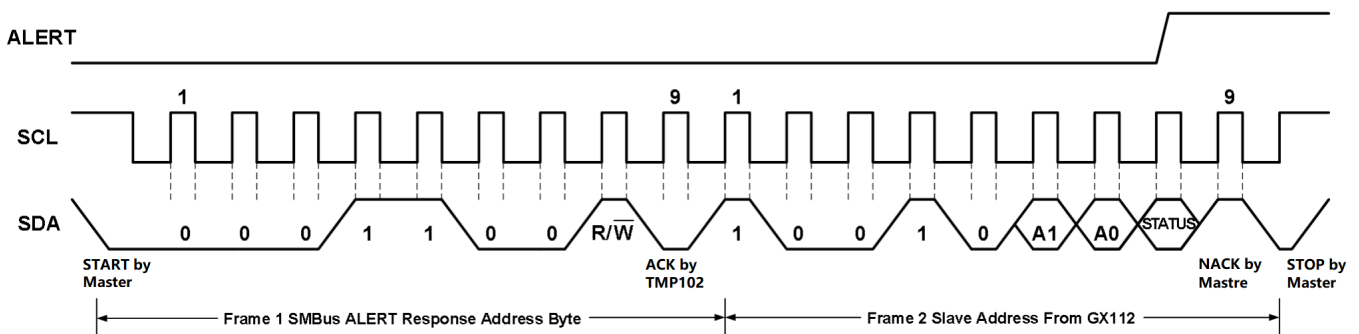 ALERT
1 9 1 9
SCL
SDA
0 0 0 1 1 0 0 R/W̅ 1 0 0 1 0 A1 A0 STATUS
START by
Master
ACK by
TMP102
NACK by
Mastre
STOP by
Master
Frame 1 SMBus ALERT Response Address Byte
Frame 2 Slave Address From GX112